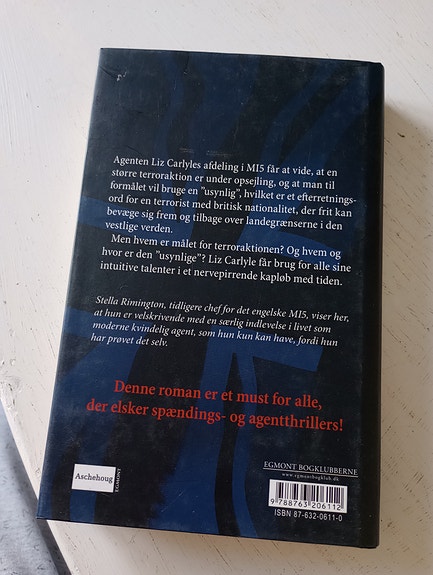 Agenten Liz Carlyles afdeling i MI5 får at vide, at en
større terroraktion er under opsejling, og at man til
formålet vil bruge en "usynlig", hvilket er et efterretnings-
ord for en terrorist med britisk nationalitet, der frit kan
bevæge sig frem og tilbage over landegrænserne i den
vestlige verden.
Men hvem er målet for terroraktionen? Og hvem og
hvor er den "usynlige"? Liz Carlyle får brug for alle sine
intuitive talenter i et nervepirrende kapløb med tiden.
Stella Rimington, tidligere chef for det engelske MI5, viser her,
at hun er velskrivende med en særlig indlevelse i livet som
moderne kvindelig agent, som hun kun kan have, fordi hun
har prøvet det selv.
Denne roman er et must for alle,
der elsker spændings- og agentthrillers!
Aschehoug
EGMONT
EGMONT BOGKLUBBERNE
www.egmontbogklub.dk
9 788763 206112
ISBN 87-632-0611-0